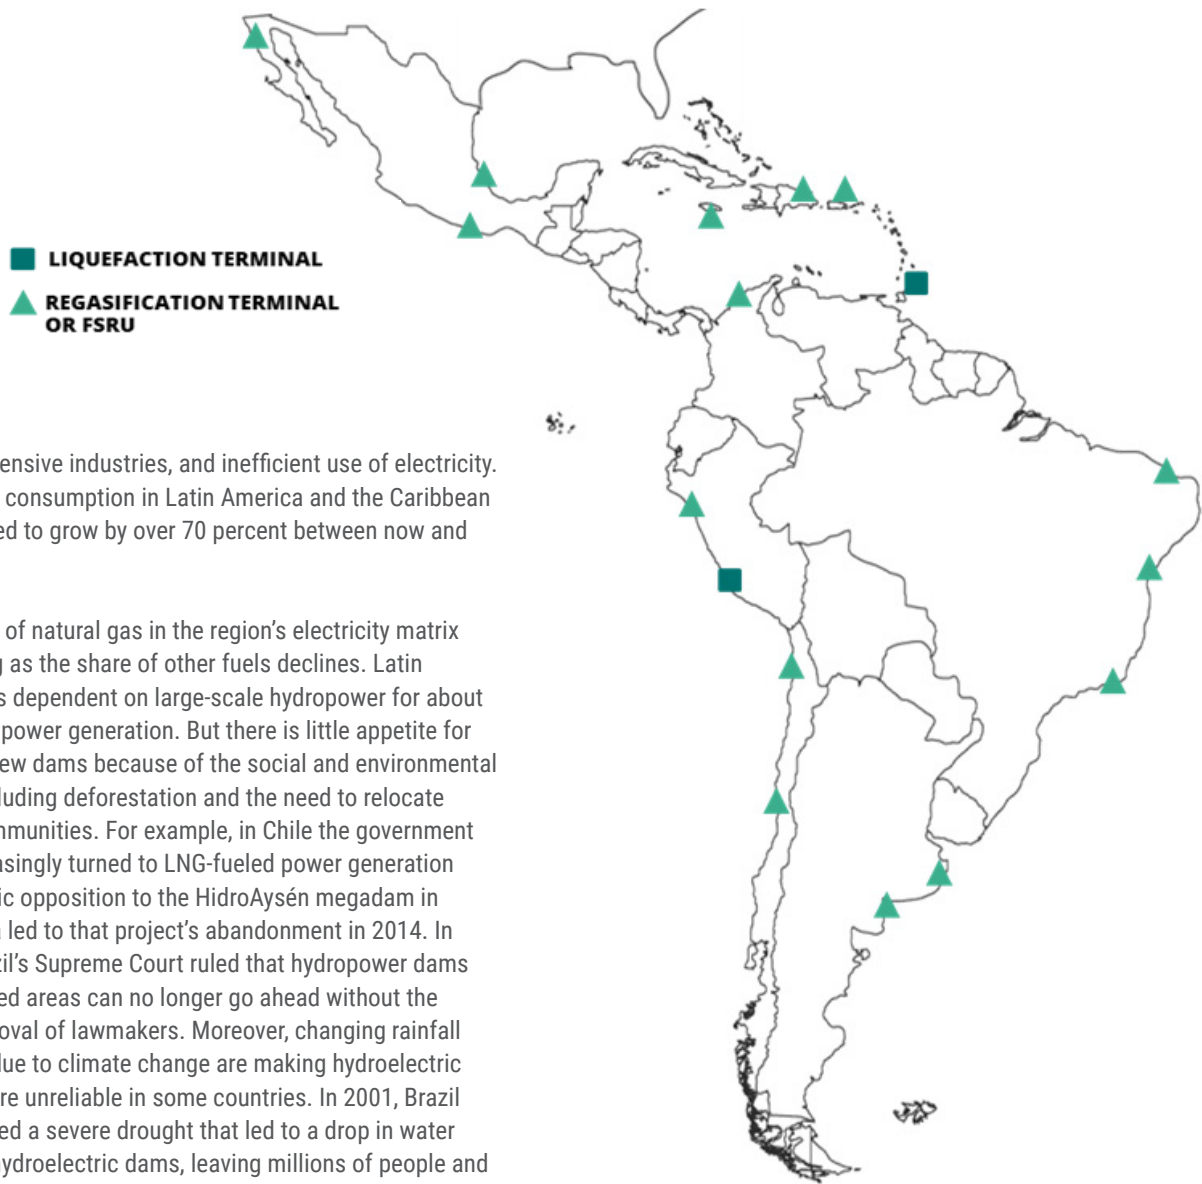 LIQUEFACTION TERMINAL
REGASIFICATION TERMINAL
OR FSRU
ensive industries, and inefficient use of electricity.
consumption in Latin America and the Caribbean
ed to grow by over 70 percent between now and
of natural gas in the region's electricity matrix
g as the share of other fuels declines. Latin
s dependent on large-scale hydropower for about
power generation. But there is little appetite for
ew dams because of the social and environmental
luding deforestation and the need to relocate
mmunities. For example, in Chile the government
asingly turned to LNG-fueled power generation
ic opposition to the HidroAysén megadam in
led to that project's abandonment in 2014. In
zil's Supreme Court ruled that hydropower dams
ed areas can no longer go ahead without the
roval of lawmakers. Moreover, changing rainfall
due to climate change are making hydroelectric
re unreliable in some countries. In 2001, Brazil
ed a severe drought that led to a drop in water
hydroelectric dams, leaving millions of people and